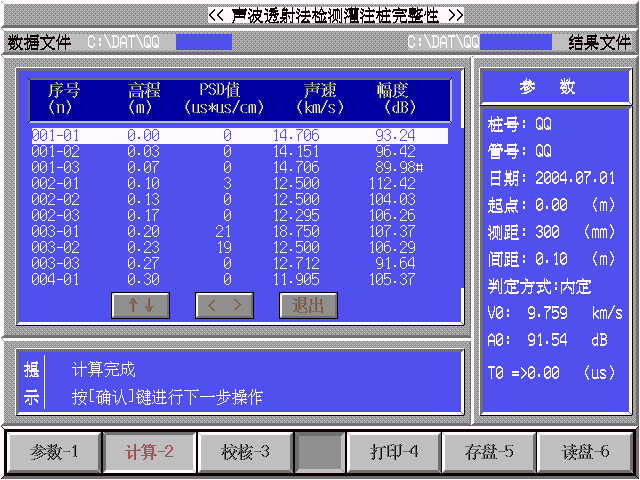 << 声波透射法检测灌注桩完整性 >>
数据文件 C:\DAT\QQ C:\DAT\QQ 结果文件
序号 高程 PSD值 声速 幅度
(n) (m) (us*us/cm) (km/s) (dB)
001-01 0.00 0 14.706 93.24
001-02 0.03 0 14.151 96.42
001-03 0.07 0 14.706 89.98#
002-01 0.10 3 12.500 112.42
002-02 0.13 0 12.500 104.03
002-03 0.17 0 12.295 106.26
003-01 0.20 21 18.750 107.37
003-02 0.23 19 12.500 106.29
003-03 0.27 0 12.712 91.64
004-01 0.30 0 11.905 105.37
↑↓ < > 退出
参 数
桩号: QQ
管号: QQ
日期: 2004.07.01
起点: 0.00 (m)
测距: 300 (mm)
间距: 0.10 (m)
判定方式:内定
V0: 9.759 km/s
A0: 91.54 dB
T0 =>0.00 (us)
提示
计算完成
按[确认]键进行下一步操作
参数-1 计算-2 校核-3 打印-4 存盘-5 读盘-6